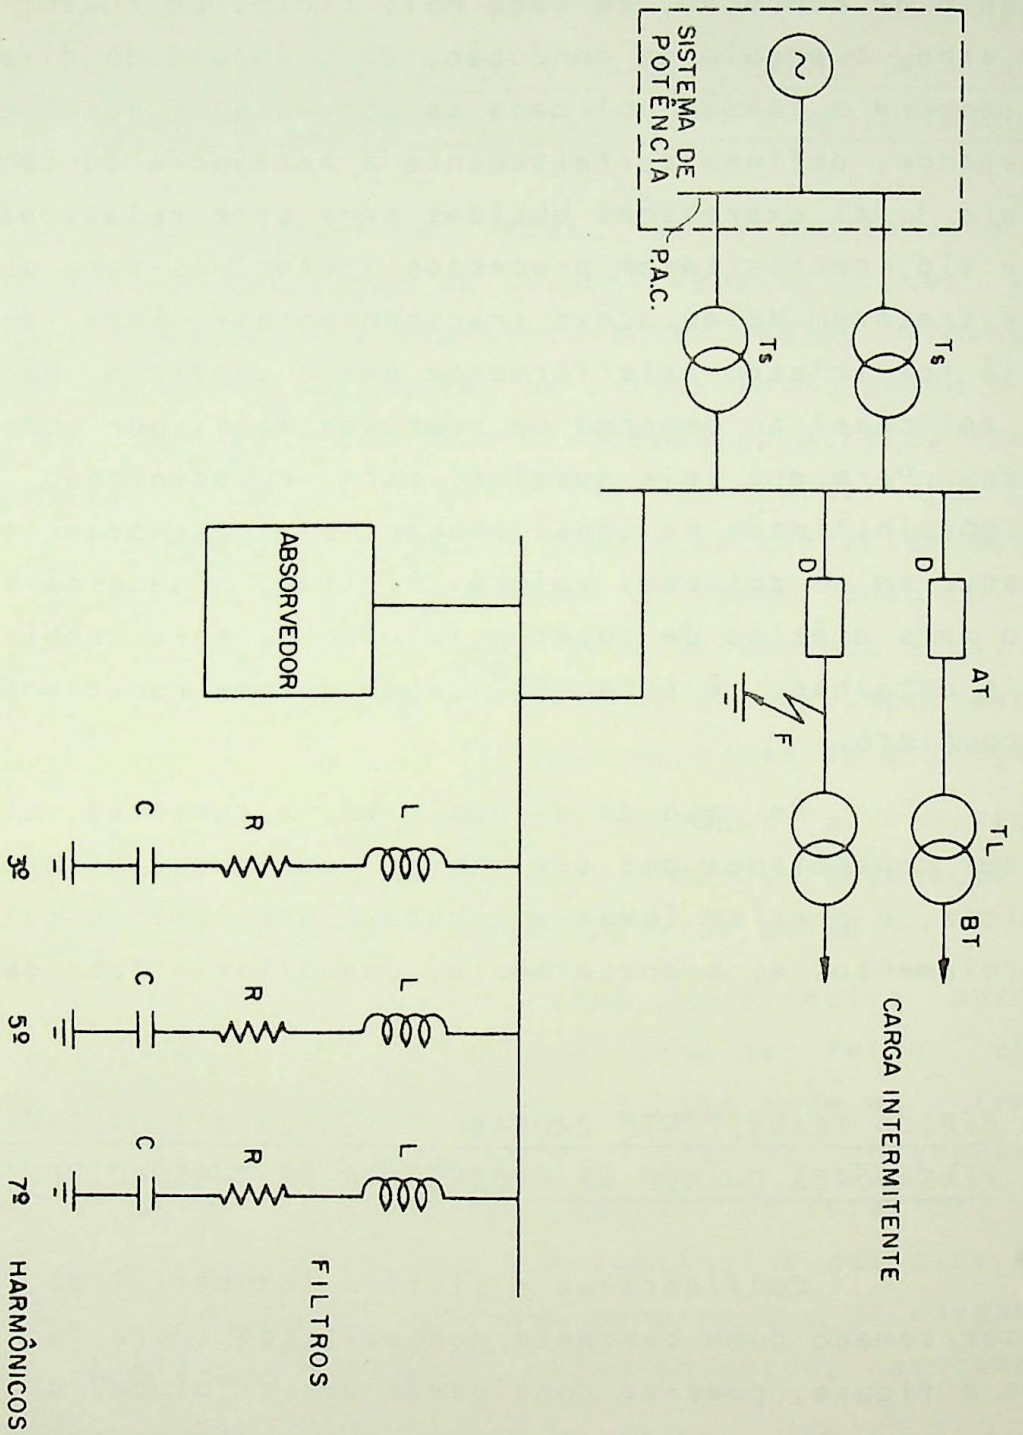 SISTEMA DE
POTÊNCIA
P.A.C.
Ts
Ts
D
D
AT
F
TL
BT
CARGA INTERMITENTE
ABSORVEDOR
L
R
C
3º
L
R
C
5º
L
R
C
7º
FILTROS
HARMÔNICOS